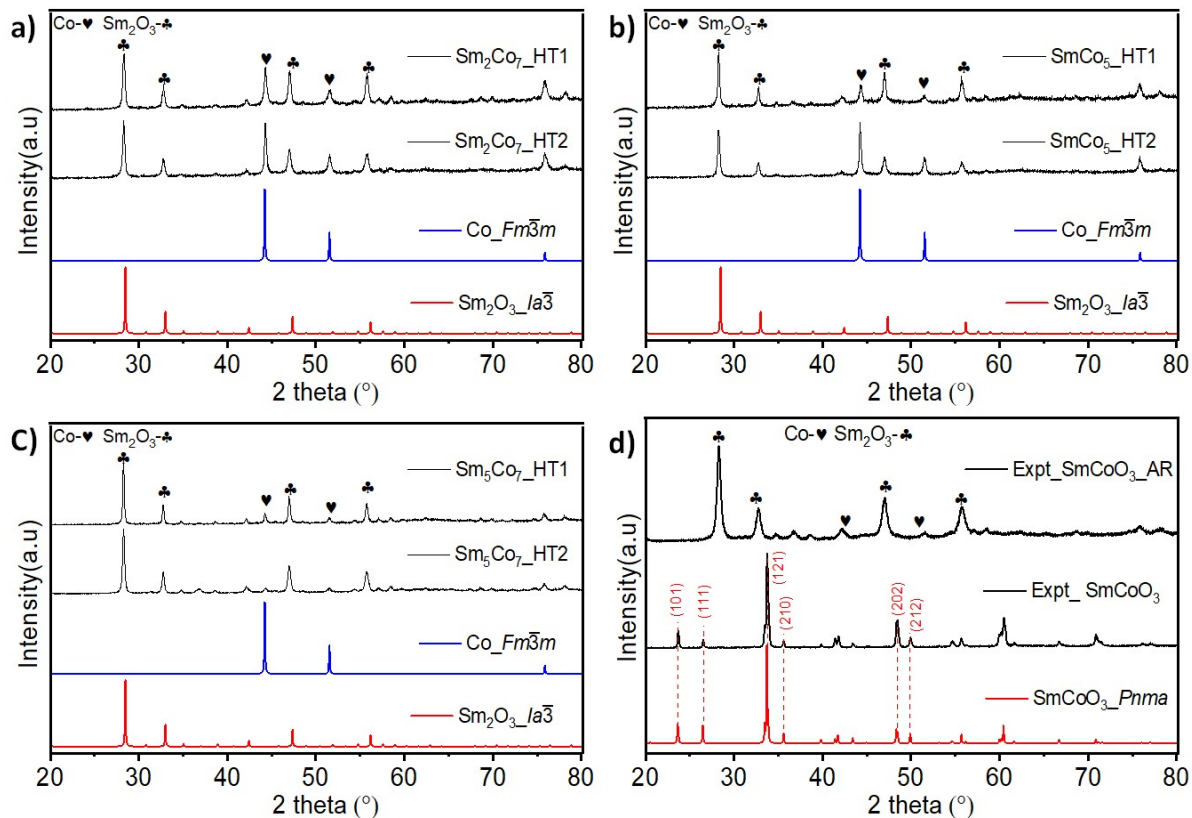 a)
Co-♥ Sm₂O₃-♣
Sm₂Co₇_HT1
Sm₂Co₇_HT2
Co_Fm3̅m
Sm₂O₃_Ia3̅
Intensity(a.u)
20 30 40 50 60 70 80
2 theta (°)
b)
Co-♥ Sm₂O₃-♣
SmCo₅_HT1
SmCo₅_HT2
Co_Fm3̅m
Sm₂O₃_Ia3̅
Intensity(a.u)
20 30 40 50 60 70 80
2 theta (°)
C)
Co-♥ Sm₂O₃-♣
Sm₅Co₇_HT1
Sm₅Co₇_HT2
Co_Fm3̅m
Sm₂O₃_Ia3̅
Intensity(a.u)
20 30 40 50 60 70 80
2 theta (°)
d)
Co-♥ Sm₂O₃-♣
Expt_SmCoO₃_AR
Expt_ SmCoO₃
(101)
(111)
(121)
(210)
(202)
(212)
SmCoO₃_Pnma
Intensity(a.u)
20 30 40 50 60 70 80
2 theta (°)